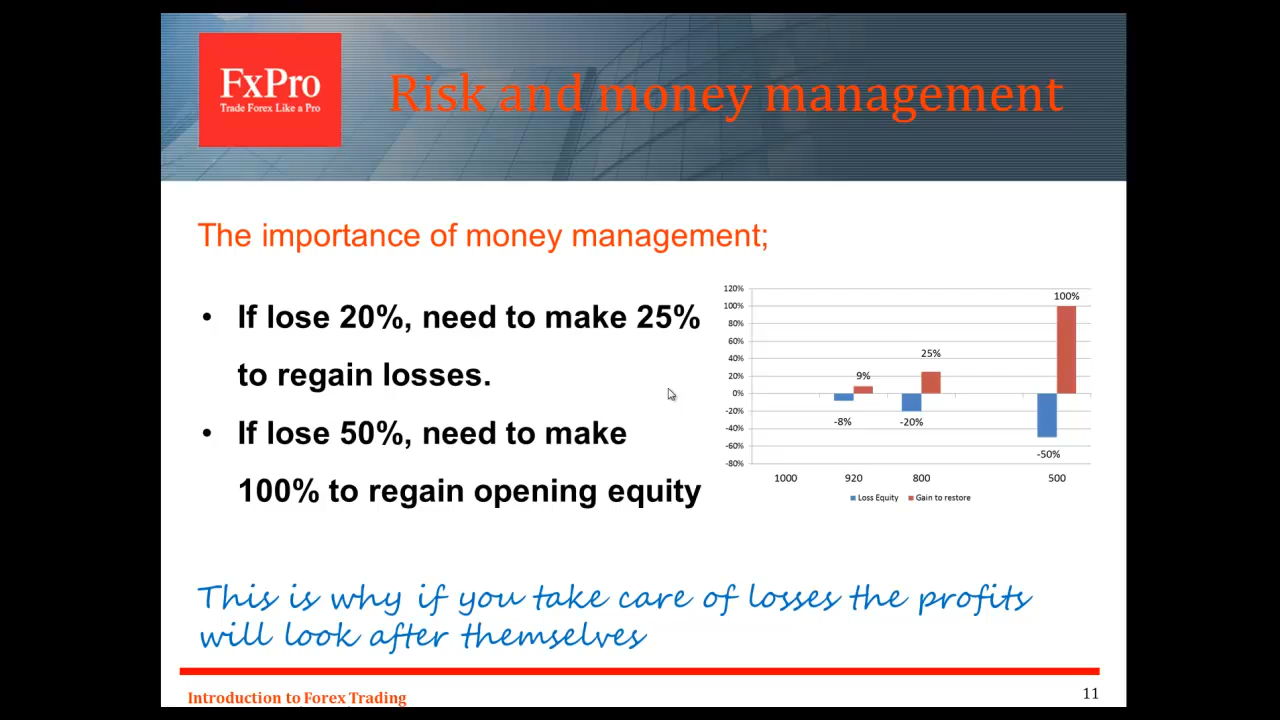 FxPro
Trade Forex Like a Pro
Risk and money management
The importance of money management;
• If lose 20%, need to make 25%
to regain losses.
• If lose 50%, need to make
100% to regain opening equity
120%
100%
80%
60%
40%
20%
0%
-20%
-40%
-60%
-80%
9%
25%
100%
-8%
-20%
-50%
1000 920 800 500
Loss Equity Gain to restore
This is why if you take care of losses the profits
will look after themselves
Introduction to Forex Trading
11